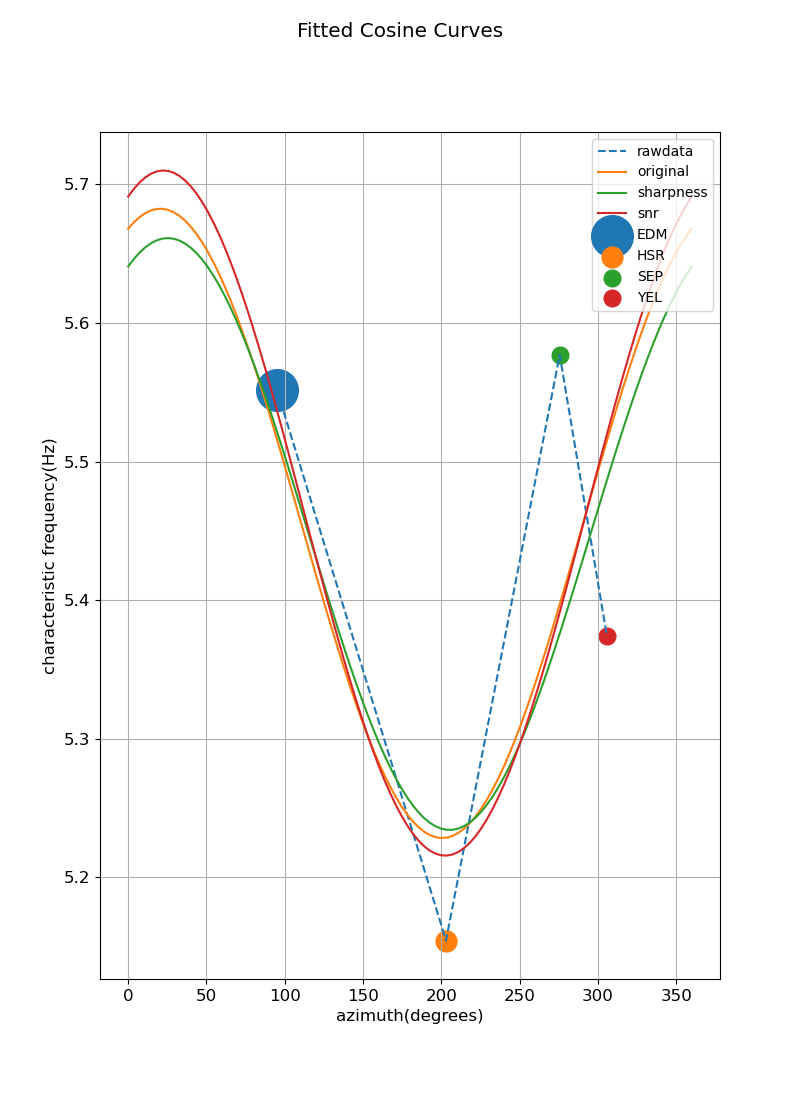 Fitted Cosine Curves
rawdata
original
sharpness
snr
EDM
HSR
SEP
YEL
characteristic frequency(Hz)
5.7
5.6
5.5
5.4
5.3
5.2
0 50 100 150 200 250 300 350
azimuth(degrees)